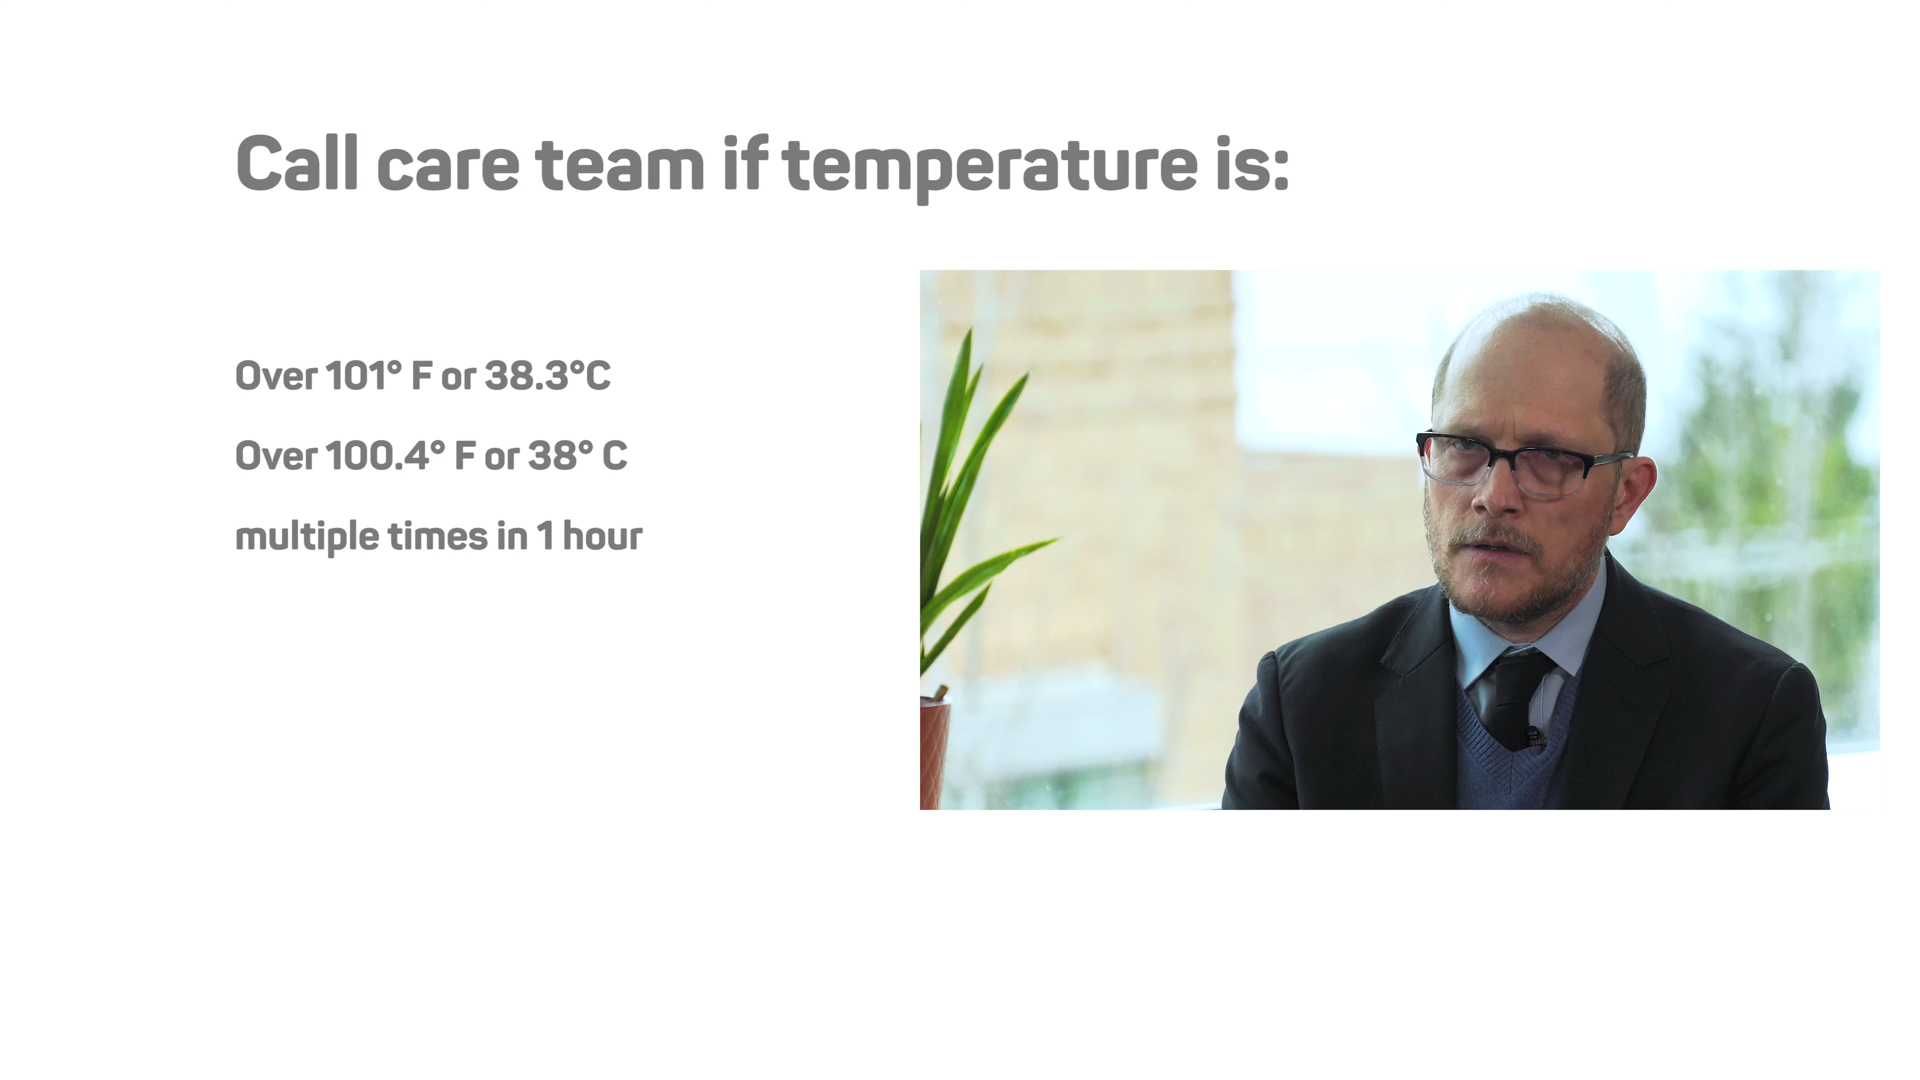 Call care team if temperature is:
Over 101° F or 38.3°C
Over 100.4° F or 38° C
multiple times in 1 hour